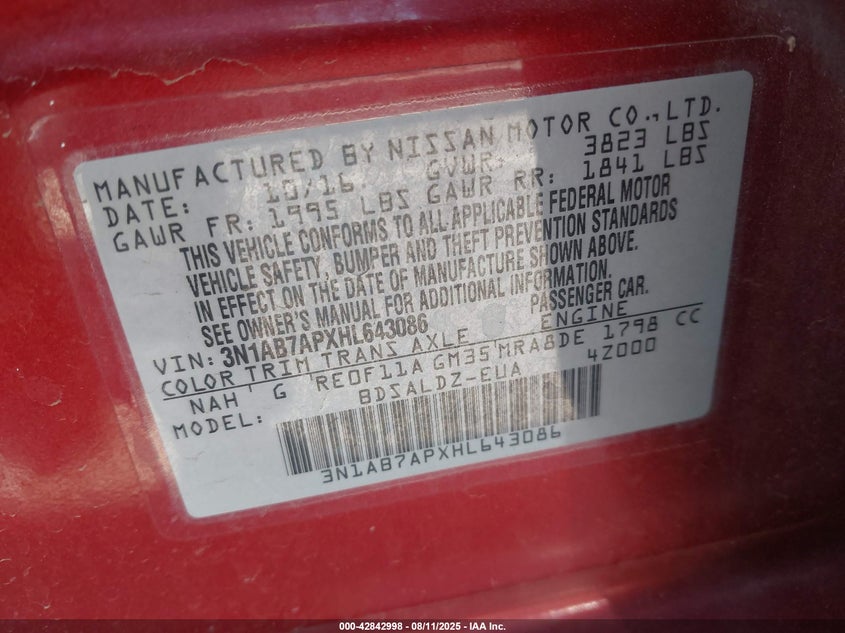 MANUFACTURED BY NISSAN MOTOR CO.,LTD.
DATE: 10/16 GVWR: 3823 LBS
GAWR FR: 1995 LBS GAWR RR: 1841 LBS
THIS VEHICLE CONFORMS TO ALL APPLICABLE FEDERAL MOTOR
VEHICLE SAFETY, BUMPER AND THEFT PREVENTION STANDARDS
IN EFFECT ON THE DATE OF MANUFACTURE SHOWN ABOVE.
SEE OWNER'S MANUAL FOR ADDITIONAL INFORMATION.
VIN: 3N1AB7APXHL643086 PASSENGER CAR.
COLOR TRIM TRANS AXLE ENGINE
NAH G RE0F11A GM35 MRA8DE 1798 CC
MODEL: BDSALDZ-EUA 4Z000
3N1AB7APXHL643086
000-42842998 - 08/11/2025 - IAA Inc.